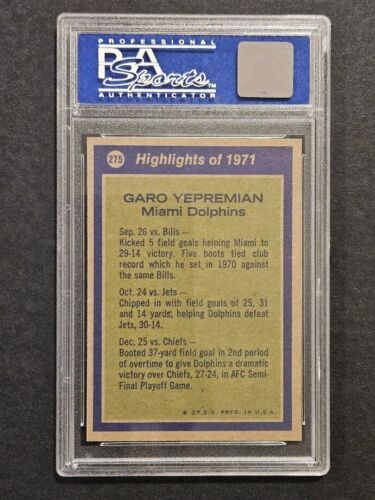 PROFESSIONAL
PSA
Sports
AUTHENTICATOR
275
Highlights of 1971
GARO YEPREMIAN
Miami Dolphins
Sep. 26 vs. Bills —
Kicked 5 field goals helping Miami to
29-14 victory. Five boots tied club
record which he set in 1970 against
the same Bills.
Oct. 24 vs. Jets —
Chipped in with field goals of 25, 31
and 14 yards, helping Dolphins defeat
Jets, 30-14.
Dec. 25 vs. Chiefs —
Booted 37-yard field goal in 2nd period
of overtime to give Dolphins a dramatic
victory over Chiefs, 27-24, in AFC Semi-
Final Playoff Game.
© T.C.G. PRTD. IN U.S.A.